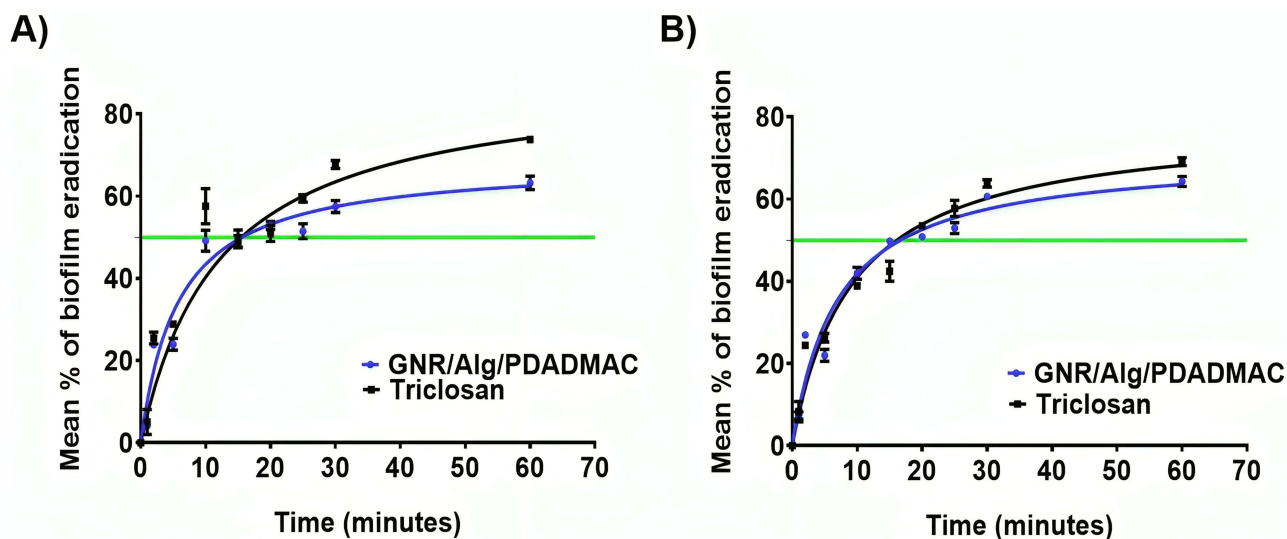 A)
Mean % of biofilm eradication
80
60
40
20
0
0 10 20 30 40 50 60 70
Time (minutes)
GNR/Alg/PDADMAC
Triclosan
B)
Mean % of biofilm eradication
80
60
40
20
0
0 10 20 30 40 50 60 70
Time (minutes)
GNR/Alg/PDADMAC
Triclosan